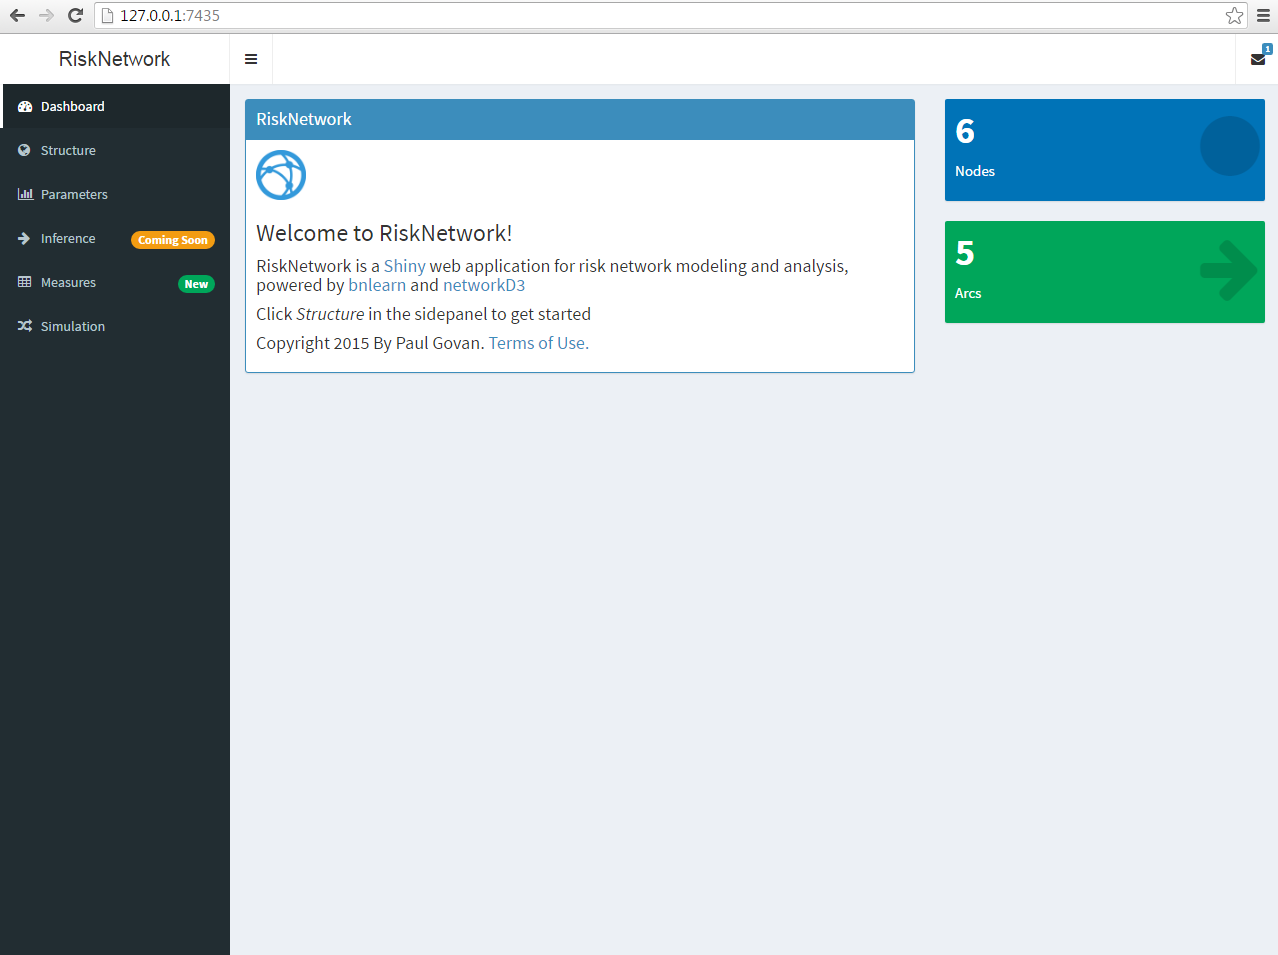 127.0.0.1:7435
RiskNetwork
1
Dashboard
Structure
Parameters
Inference Coming Soon
Measures New
Simulation
RiskNetwork
Welcome to RiskNetwork!
RiskNetwork is a Shiny web application for risk network modeling and analysis,
powered by bnlearn and networkD3
Click Structure in the sidepanel to get started
Copyright 2015 By Paul Govan. Terms of Use.
6
Nodes
5
Arcs